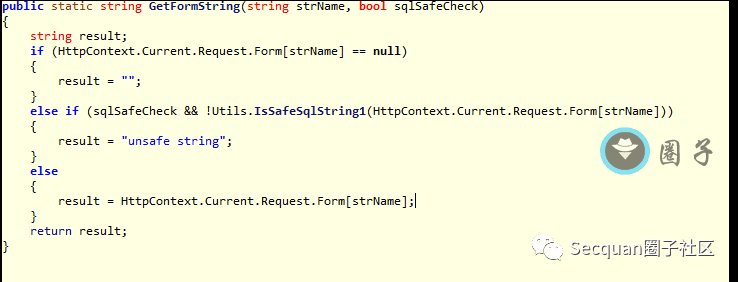 public static string GetFormString(string strName, bool sqlSafeCheck)
{
    string result;
    if (HttpContext.Current.Request.Form[strName] == null)
    {
        result = "";
    }
    else if (sqlSafeCheck && !Utils.IsSafeSqlString1(HttpContext.Current.Request.Form[strName]))
    {
        result = "unsafe string";
    }
    else
    {
        result = HttpContext.Current.Request.Form[strName];
    }
    return result;
}
圈子
Secquan圈子社区